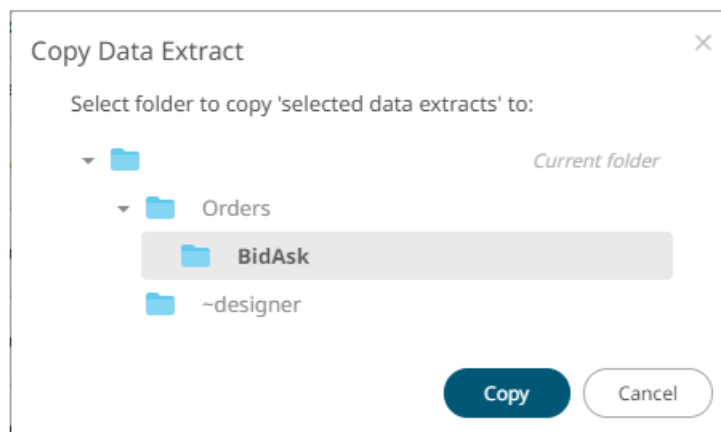 Copy Data Extract
Select folder to copy 'selected data extracts' to:
Current folder
Orders
BidAsk
~designer
Copy Cancel